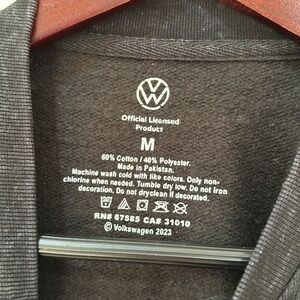 Official Licensed
Product
M
60% Cotton / 40% Polyester.
Made in Pakistan.
Machine wash cold with like colors. Only non-
chlorine when needed. Tumble dry low. Do not iron
decoration. Do not dryclean if decorated.
RN# 67585 CA# 31010
© Volkswagen 2023